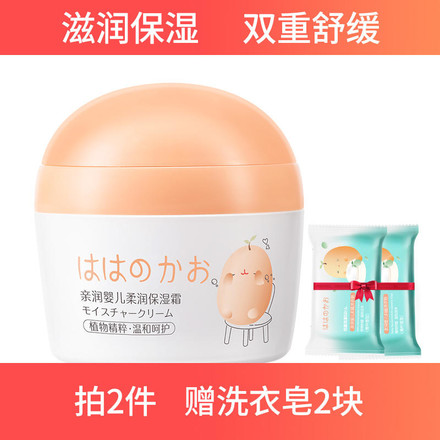 滋润保湿 双重舒缓
ははのかお
亲润婴儿柔润保湿霜
モイスチャークリーム
植物精粹·温和呵护
拍2件 赠洗衣皂2块